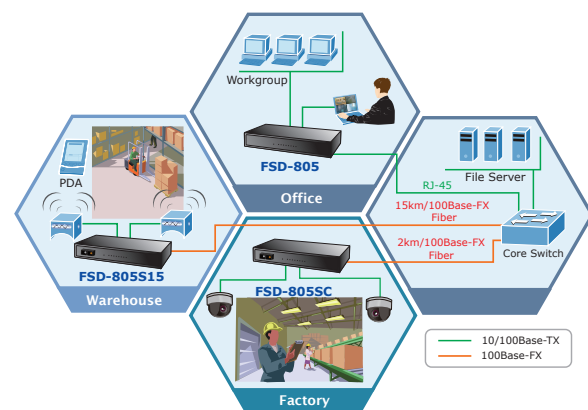 Workgroup
FSD-805
Office
PDA
FSD-805S15
Warehouse
File Server
RJ-45
15km/100Base-FX
Fiber
2km/100Base-FX
Fiber
Core Switch
FSD-805SC
Factory
10/100Base-TX
100Base-FX